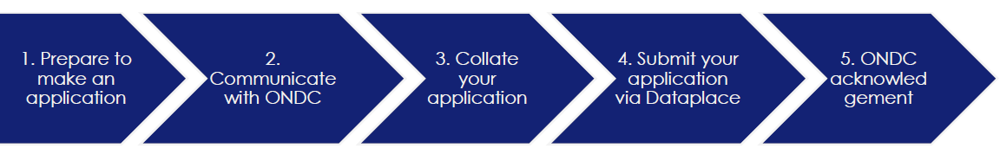 1. Prepare to
make an
application
2.
Communicate
with ONDC
3. Collate
your
application
4. Submit your
application
via Dataplace
5. ONDC
acknowled
gement